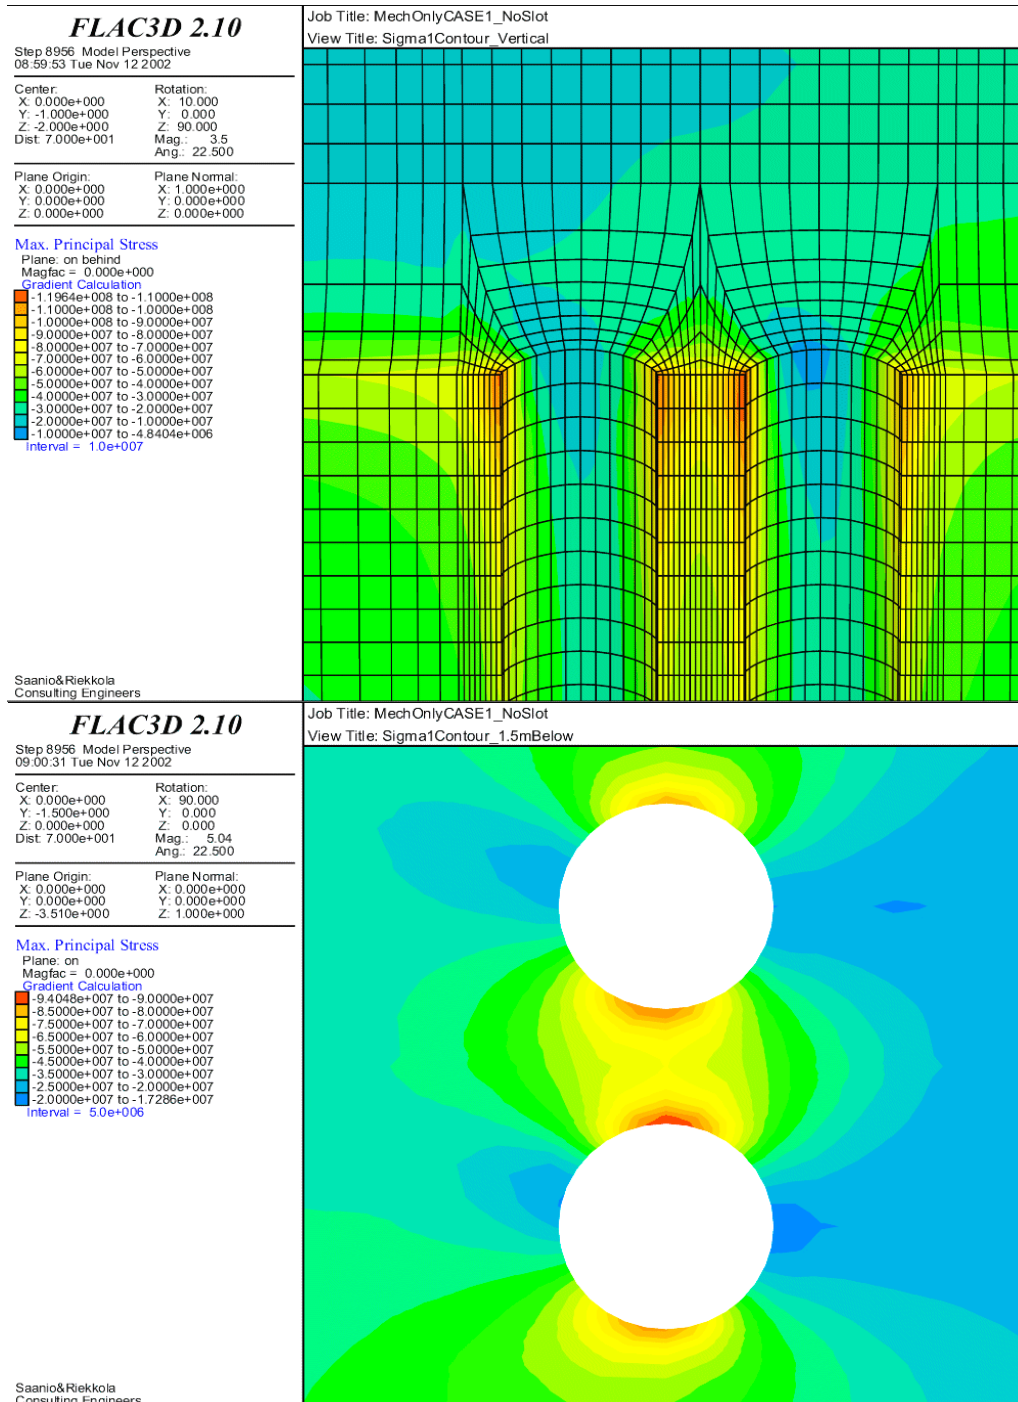 FLAC3D 2.10
Step 8956  Model Perspective
08:59:53 Tue Nov 12 2002
Center:
X: 0.000e+000
Y: -1.000e+000
Z: -2.000e+000
Dist: 7.000e+001
Rotation:
X: 10.000
Y: 0.000
Z: 90.000
Mag.: 3.5
Ang.: 22.500
Plane Origin:
X: 0.000e+000
Y: 0.000e+000
Z: 0.000e+000
Plane Normal:
X: 1.000e+000
Y: 0.000e+000
Z: 0.000e+000
Max. Principal Stress
Plane: on behind
Magfac = 0.000e+000
Gradient Calculation
-1.1964e+008 to -1.1000e+008
-1.1000e+008 to -1.0000e+008
-1.0000e+008 to -9.0000e+007
-9.0000e+007 to -8.0000e+007
-8.0000e+007 to -7.0000e+007
-7.0000e+007 to -6.0000e+007
-6.0000e+007 to -5.0000e+007
-5.0000e+007 to -4.0000e+007
-4.0000e+007 to -3.0000e+007
-3.0000e+007 to -2.0000e+007
-2.0000e+007 to -1.0000e+007
-1.0000e+007 to -4.8404e+006
Interval = 1.0e+007
Saanio&Riekkola
Consulting Engineers
Job Title: MechOnlyCASE1_NoSlot
View Title: Sigma1Contour_Vertical
FLAC3D 2.10
Step 8956  Model Perspective
09:00:31 Tue Nov 12 2002
Center:
X: 0.000e+000
Y: -1.500e+000
Z: 0.000e+000
Dist: 7.000e+001
Rotation:
X: 90.000
Y: 0.000
Z: 0.000
Mag.: 5.04
Ang.: 22.500
Plane Origin:
X: 0.000e+000
Y: 0.000e+000
Z: -3.510e+000
Plane Normal:
X: 0.000e+000
Y: 0.000e+000
Z: 1.000e+000
Max. Principal Stress
Plane: on
Magfac = 0.000e+000
Gradient Calculation
-9.4048e+007 to -9.0000e+007
-8.5000e+007 to -8.0000e+007
-7.5000e+007 to -7.0000e+007
-6.5000e+007 to -6.0000e+007
-5.5000e+007 to -5.0000e+007
-4.5000e+007 to -4.0000e+007
-3.5000e+007 to -3.0000e+007
-2.5000e+007 to -2.0000e+007
-2.0000e+007 to -1.7286e+007
Interval = 5.0e+006
Saanio&Riekkola
Consulting Engineers
Job Title: MechOnlyCASE1_NoSlot
View Title: Sigma1Contour_1.5mBelow